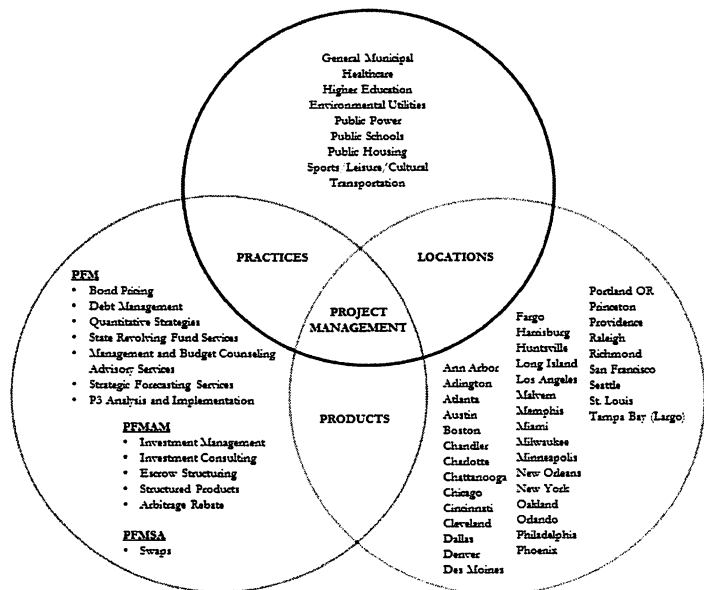 General Municipal
Healthcare
Higher Education
Environmental Utilities
Public Power
Public Schools
Public Housing
Sports/Leisure/Cultural
Transportation
PRACTICES
LOCATIONS
PROJECT
MANAGEMENT
PRODUCTS
PFM
• Bond Pricing
• Debt Management
• Quantitative Strategies
• State Revolving Fund Services
• Management and Budget Counseling
Advisory Services
• Strategic Forecasting Services
• P3 Analysis and Implementation
PFMAM
• Investment Management
• Investment Consulting
• Escrow Structuring
• Structured Products
• Arbitrage Rebate
PFMSA
• Swaps
Ann Arbor
Arlington
Atlanta
Austin
Boston
Chandler
Charlotte
Chattanooga
Chicago
Cincinnati
Cleveland
Dallas
Denver
Des Moines
Fargo
Harrisburg
Huntsville
Long Island
Los Angeles
Malvern
Memphis
Miami
Milwaukee
Minneapolis
New Orleans
New York
Oakland
Orlando
Philadelphia
Phoenix
Portland OR
Princeton
Providence
Raleigh
Richmond
San Francisco
Seattle
St. Louis
Tampa Bay (Largo)